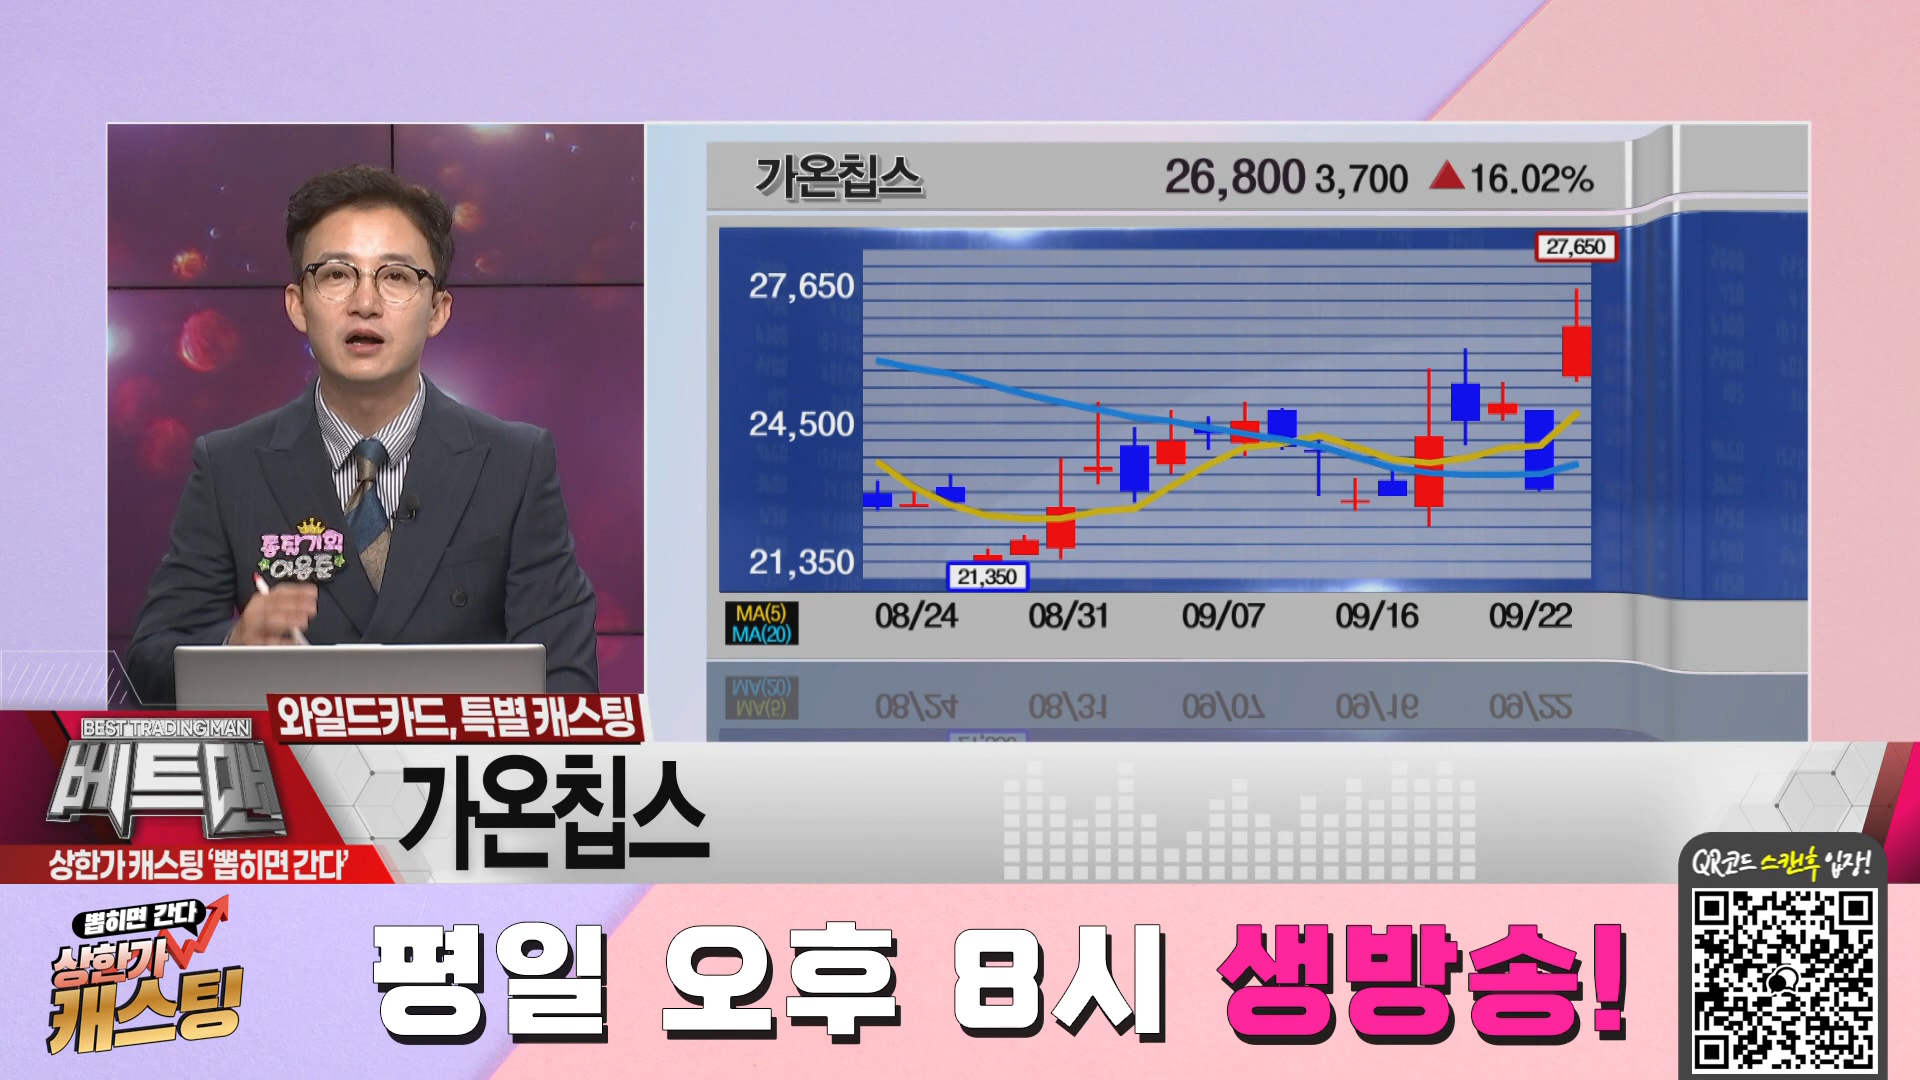 가온칩스
26,800 3,700 ▲16.02%
27,650
27,650
24,500
21,350
21,350
MA(5)
MA(20)
08/24 08/31 09/07 09/16 09/22
와일드카드, 특별 캐스팅
BEST TRADING MAN
베트맨
가온칩스
상한가 캐스팅 '뽑히면 간다'
QR코드 스캔후 입장!
뽑히면 간다
상한가
캐스팅
평일 오후 8시 생방송!